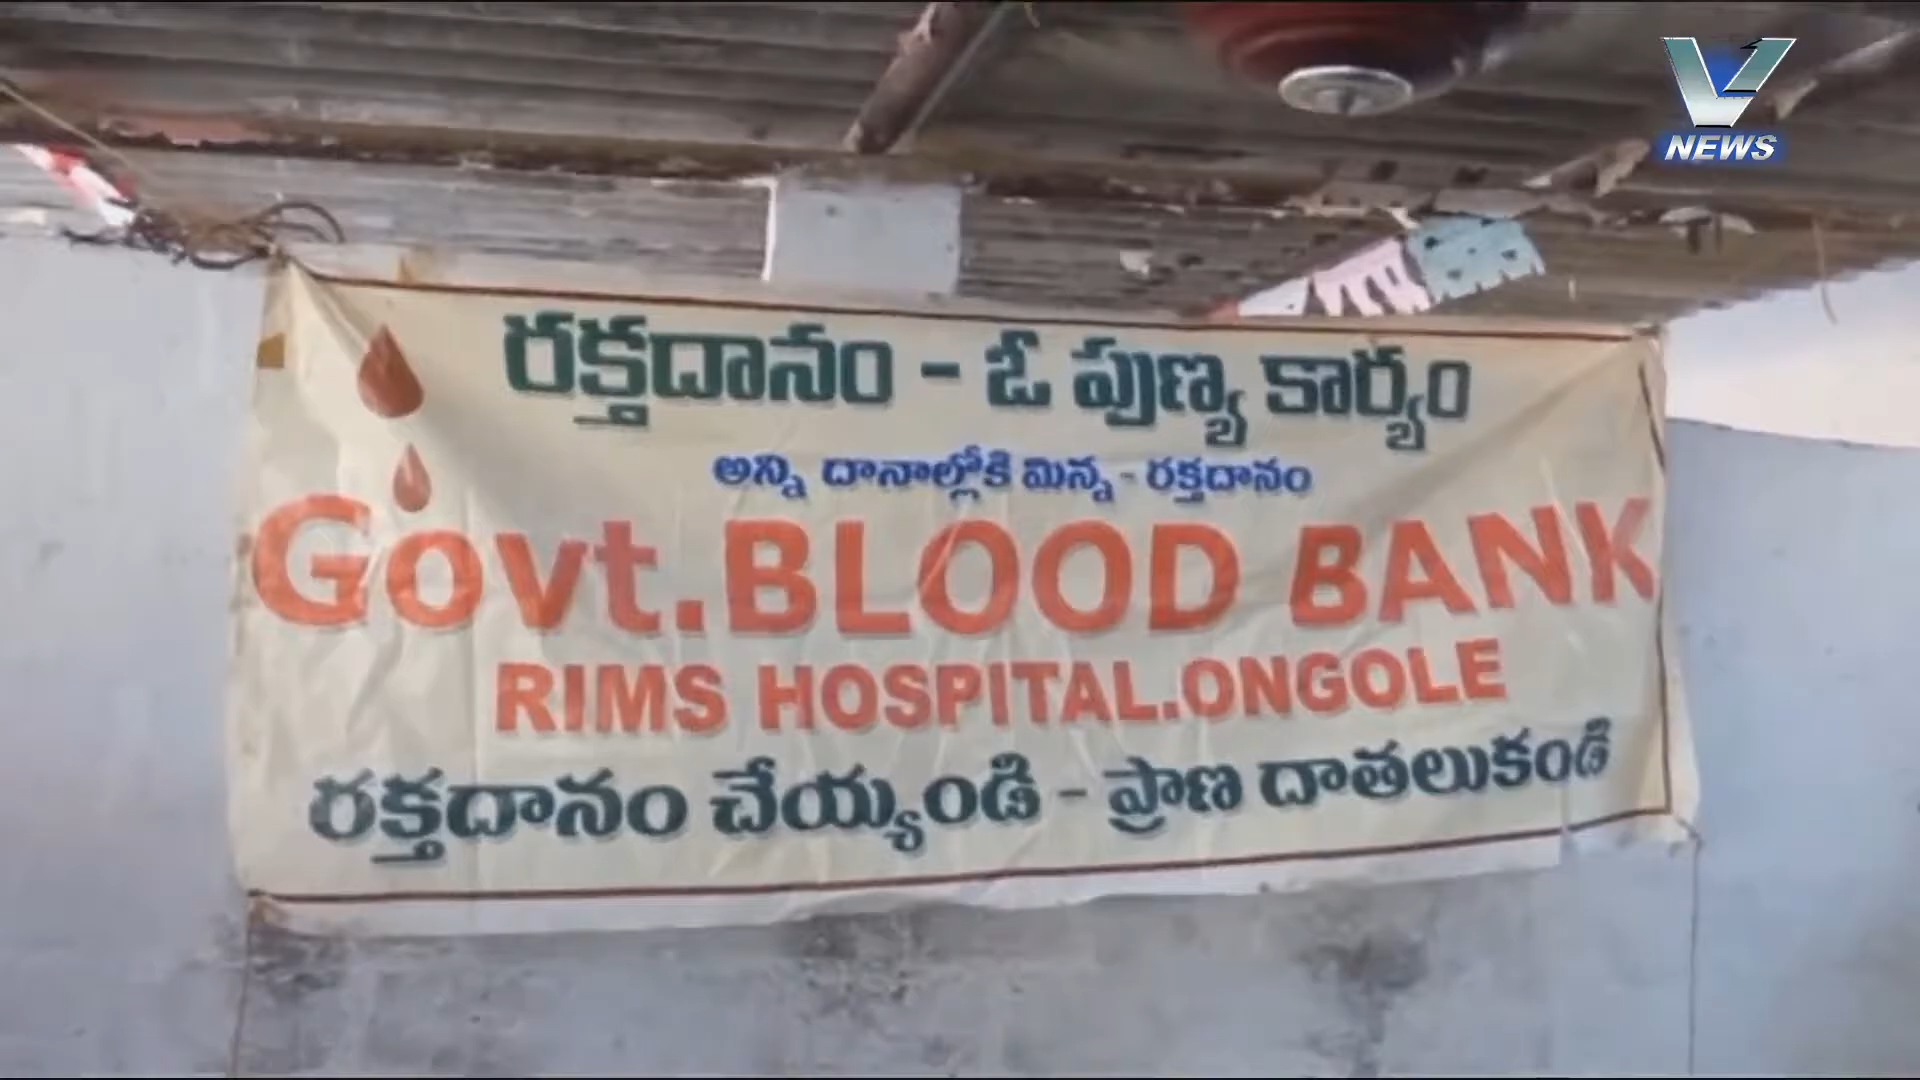 V
NEWS
రక్తదానం - ఓ పుణ్య కార్యం
అన్ని దానాల్లోకి మిన్న - రక్తదానం
Govt.BLOOD BANK
RIMS HOSPITAL.ONGOLE
రక్తదానం చేయ్యండి - ప్రాణ దాతలుకండి